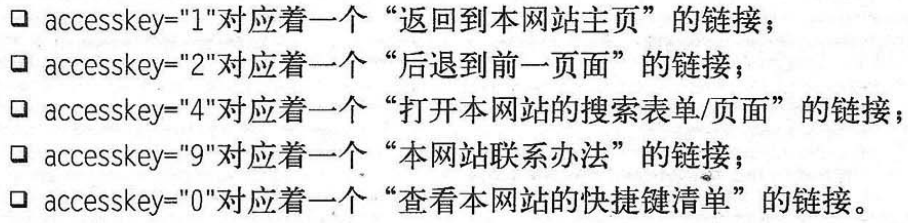 ❑ accesskey="1"对应着一个“返回到本网站主页”的链接；
❑ accesskey="2"对应着一个“后退到前一页面”的链接；
❑ accesskey="4"对应着一个“打开本网站的搜索表单/页面”的链接；
❑ accesskey="9"对应着一个“本网站联系办法”的链接；
❑ accesskey="0"对应着一个“查看本网站的快捷键清单”的链接。